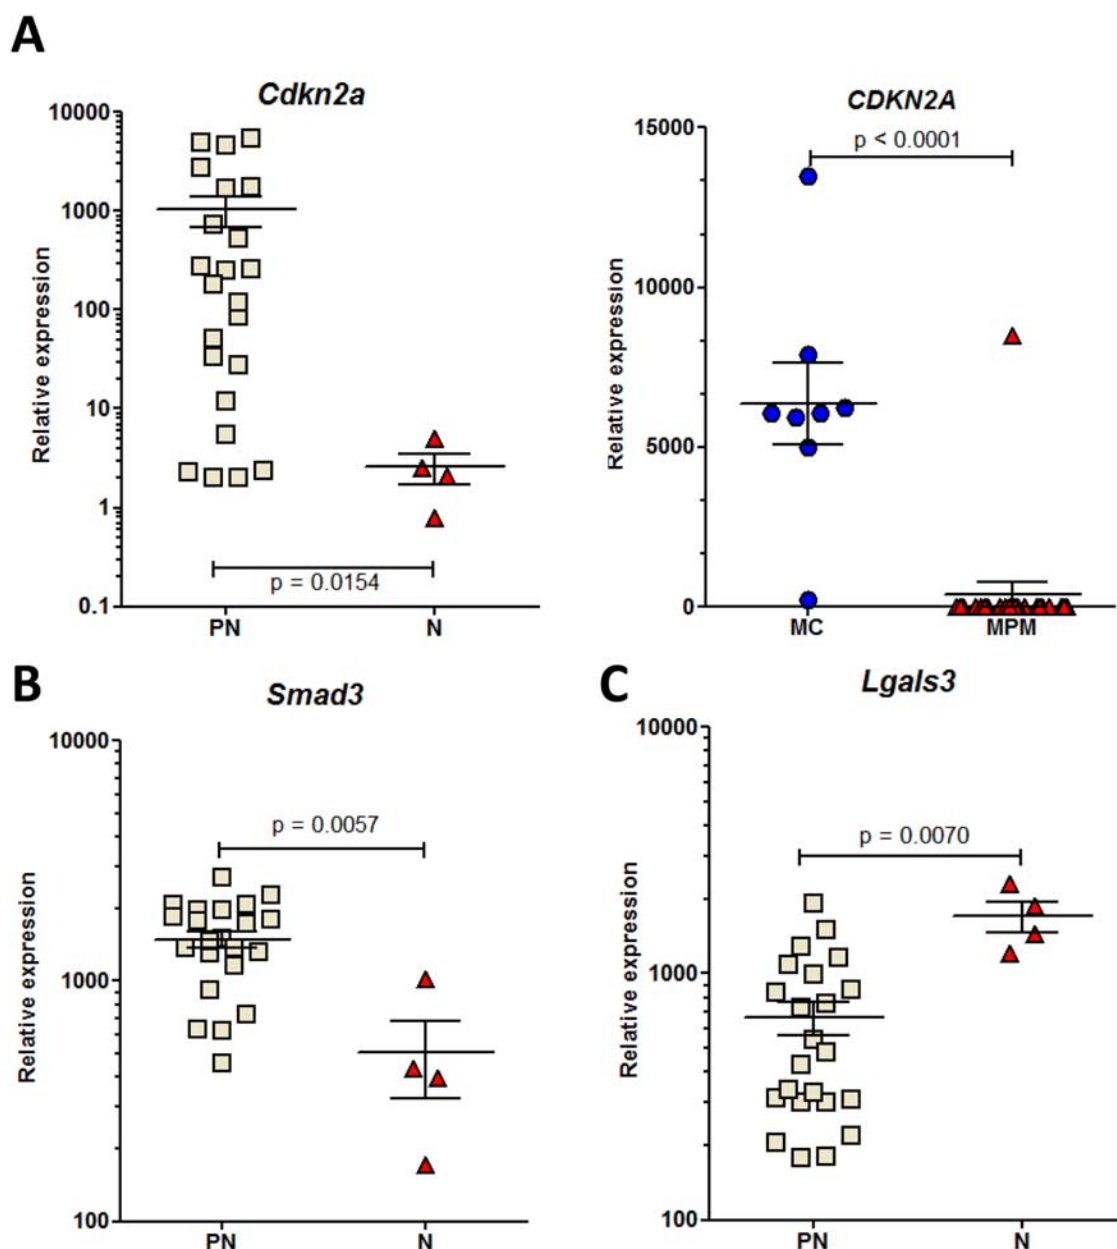 A
Cdkn2a
10000
1000
100
10
1
0.1
Relative expression
p = 0.0154
PN
N
CDKN2A
15000
10000
5000
0
Relative expression
p < 0.0001
MC
MPM
B
Smad3
10000
1000
100
Relative expression
p = 0.0057
PN
N
C
Lgals3
10000
1000
100
Relative expression
p = 0.0070
PN
N